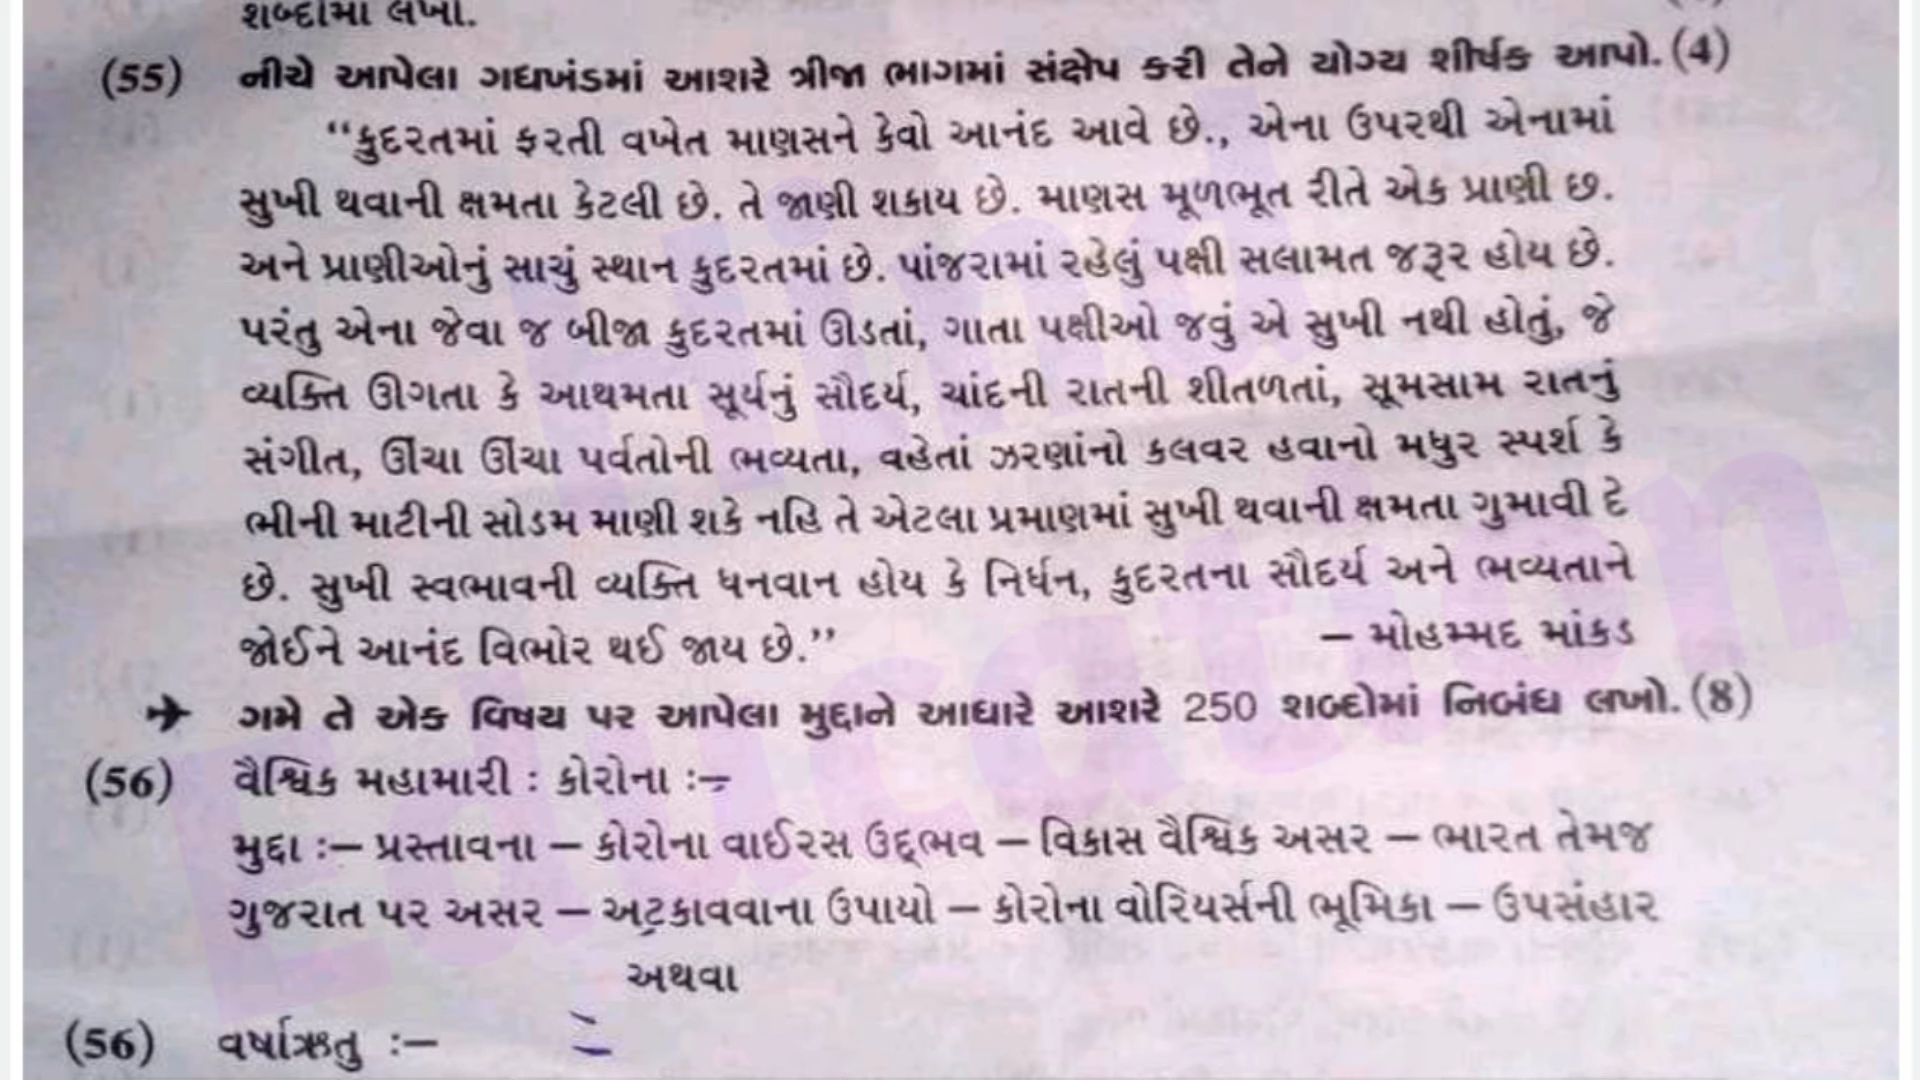 શબ્દોમાં લખો.
(55) નીચે આપેલા ગદ્યખંડમાં આશરે ત્રીજા ભાગમાં સંક્ષેપ કરી તેને યોગ્ય શીર્ષક આપો. (4)
“કુદરતમાં ફરતી વખેત માણસને કેવો આનંદ આવે છે., એના ઉપરથી એનામાં
સુખી થવાની ક્ષમતા કેટલી છે. તે જાણી શકાય છે. માણસ મૂળભૂત રીતે એક પ્રાણી છ.
અને પ્રાણીઓનું સાચું સ્થાન કુદરતમાં છે. પાંજરામાં રહેલું પક્ષી સલામત જરૂર હોય છે.
પરંતુ એના જેવા જ બીજા કુદરતમાં ઊડતાં, ગાતા પક્ષીઓ જવું એ સુખી નથી હોતું, જે
વ્યક્તિ ઊગતા કે આથમતા સૂર્યનું સૌદર્ય, ચાંદની રાતની શીતળતાં, સૂમસામ રાતનું
સંગીત, ઊંચા ઊંચા પર્વતોની ભવ્યતા, વહેતાં ઝરણાંનો કલવર હવાનો મધુર સ્પર્શ કે
ભીની માટીની સોડમ માણી શકે નહિ તે એટલા પ્રમાણમાં સુખી થવાની ક્ષમતા ગુમાવી દે
છે. સુખી સ્વભાવની વ્યક્તિ ધનવાન હોય કે નિર્ધન, કુદરતના સૌદર્ય અને ભવ્યતાને
જોઈને આનંદ વિભોર થઈ જાય છે.” – મોહમ્મદ માંકડ
→ ગમે તે એક વિષય પર આપેલા મુદ્દાને આધારે આશરે 250 શબ્દોમાં નિબંધ લખો. (8)
(56) વૈશ્વિક મહામારી : કોરોના :–
મુદ્દા :– પ્રસ્તાવના – કોરોના વાઈરસ ઉદ્દભવ – વિકાસ વૈશ્વિક અસર – ભારત તેમજ
ગુજરાત પર અસર – અટ્રકાવવાના ઉપાયો – કોરોના વોરિયર્સની ભૂમિકા – ઉપસંહાર
અથવા
(56) વર્ષાઋતુ :–
Hind
Education